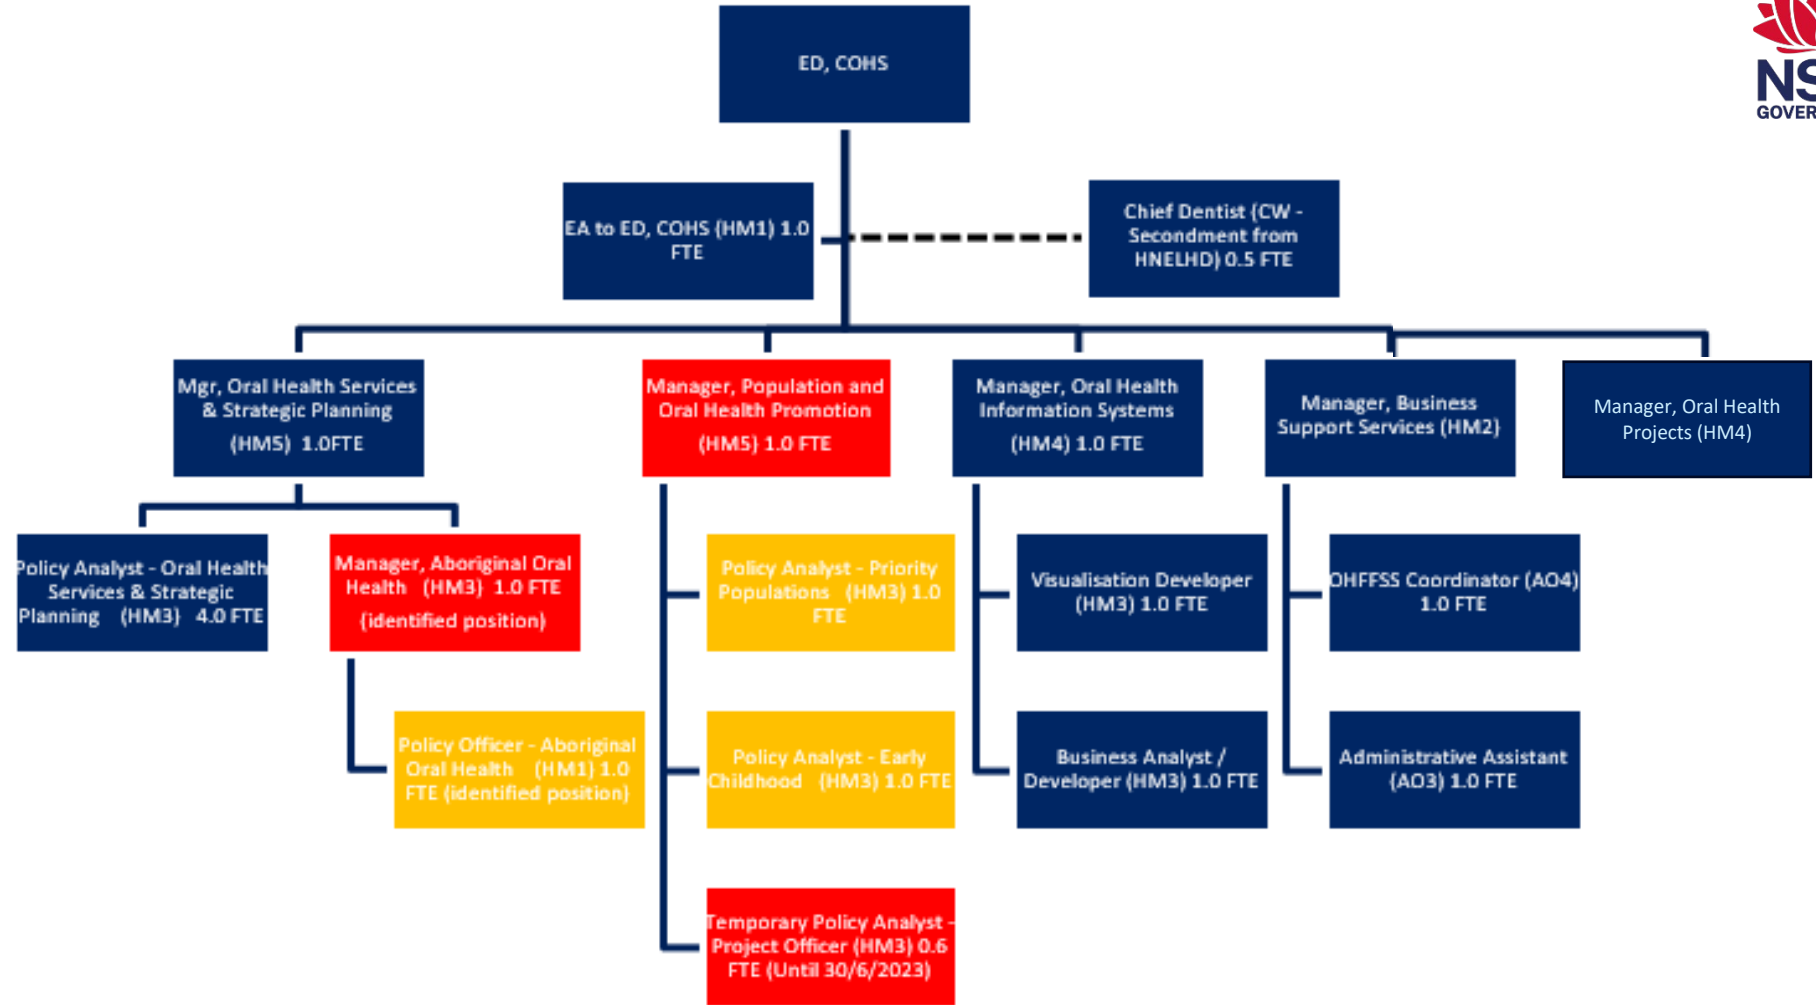 ED, COHS
NS
GOVER
EA to ED, COHS (HM1) 1.0
FTE
Chief Dentist (CW -
Secondment from
HNELHD) 0.5 FTE
Mgr, Oral Health Services
& Strategic Planning
(HM5) 1.0FTE
Manager, Population and
Oral Health Promotion
(HM5) 1.0 FTE
Manager, Oral Health
Information Systems
(HM4) 1.0 FTE
Manager, Business
Support Services (HM2)
Manager, Oral Health
Projects (HM4)
Policy Analyst - Oral Health
Services & Strategic
Planning (HM3) 4.0 FTE
Manager, Aboriginal Oral
Health (HM3) 1.0 FTE
(identified position)
Policy Analyst - Priority
Populations (HM3) 1.0
FTE
Visualisation Developer
(HM3) 1.0 FTE
OHFFSS Coordinator (AO4)
1.0 FTE
Policy Officer - Aboriginal
Oral Health (HM1) 1.0
FTE (identified position)
Policy Analyst - Early
Childhood (HM3) 1.0 FTE
Business Analyst /
Developer (HM3) 1.0 FTE
Administrative Assistant
(AO3) 1.0 FTE
Temporary Policy Analyst -
Project Officer (HM3) 0.6
FTE (Until 30/6/2023)